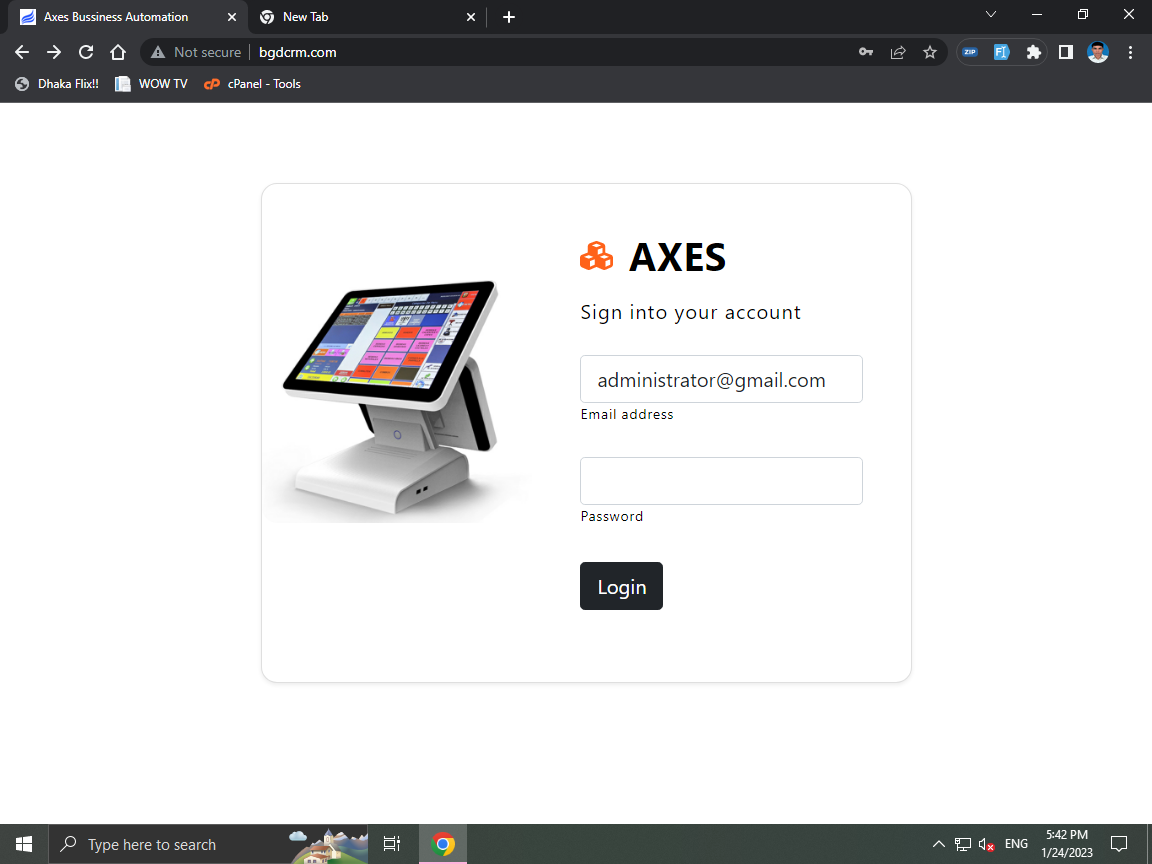 Axes Bussiness Automation
New Tab
Not secure
bgdcrm.com
ZIP
Dhaka Flix!!
WOW TV
cPanel - Tools
AXES
Sign into your account
administrator@gmail.com
Email address
Password
Login
Type here to search
ENG
5:42 PM
1/24/2023